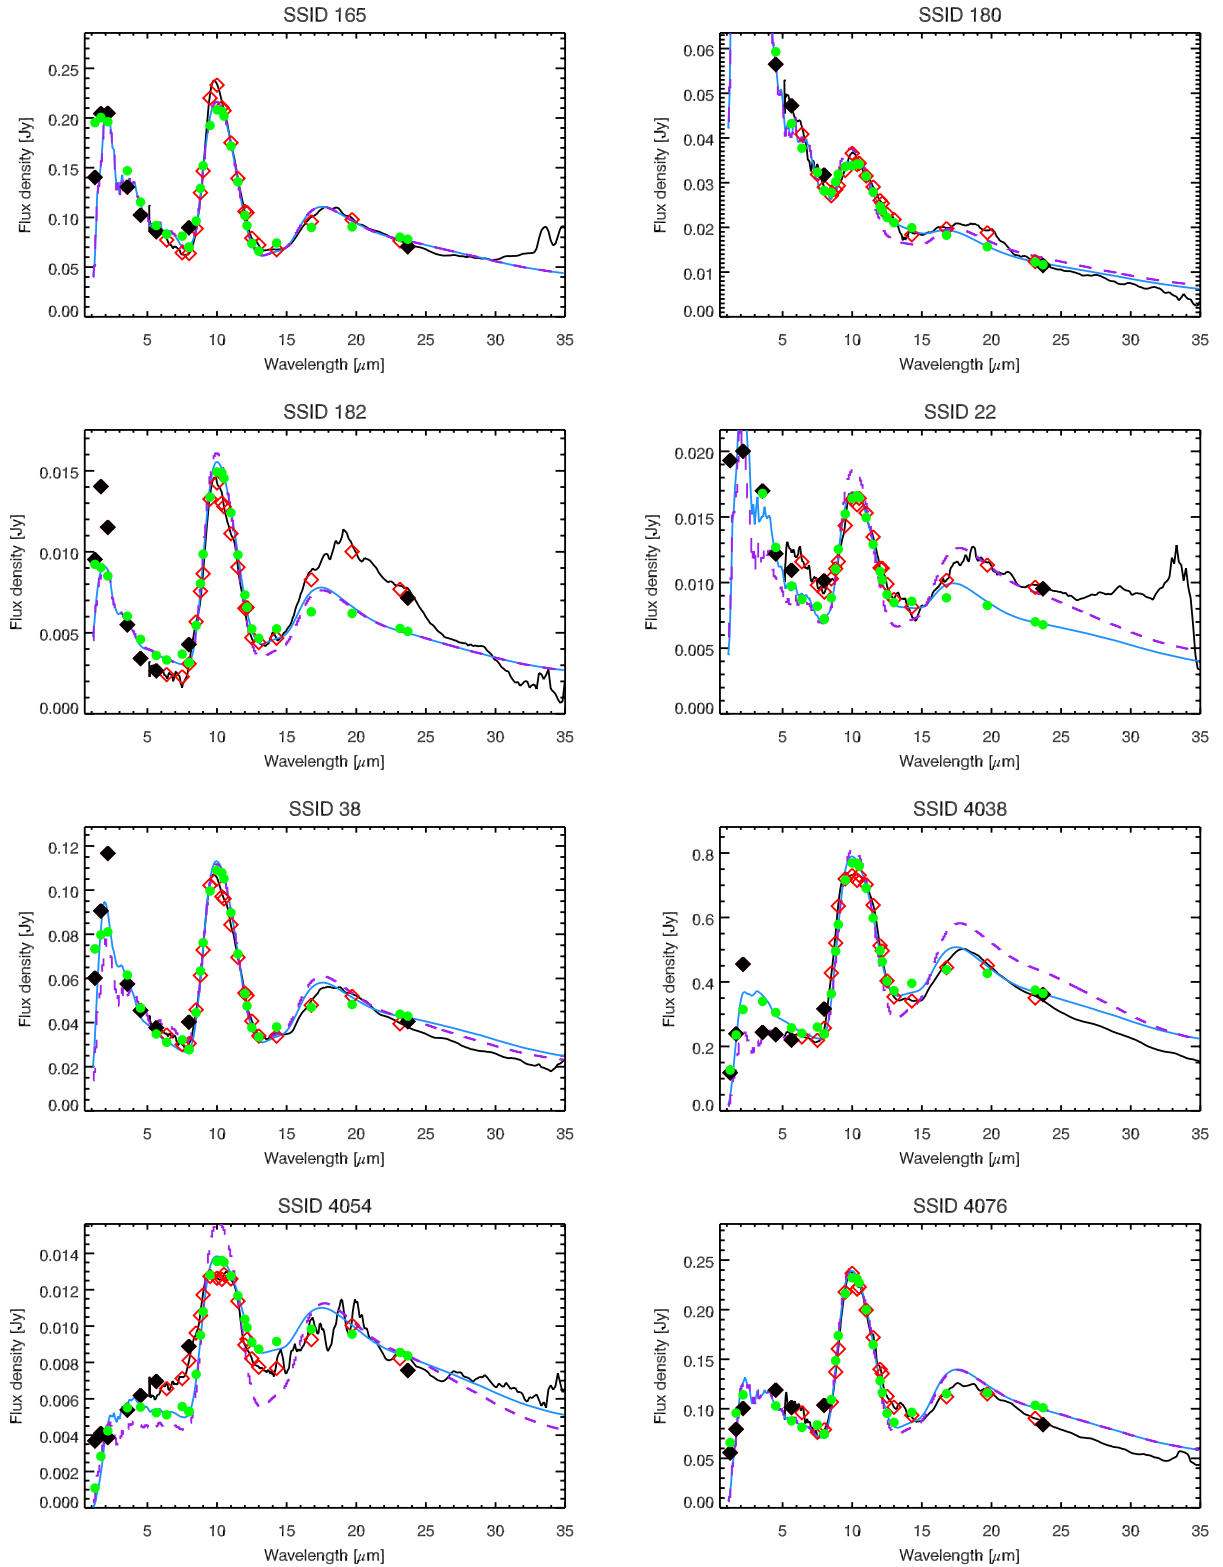 SSID 165
0.25
0.20
0.15
0.10
0.05
0.00
Flux density [Jy]
5 10 15 20 25 30 35
Wavelength [μm]
SSID 180
0.06
0.05
0.04
0.03
0.02
0.01
0.00
Flux density [Jy]
5 10 15 20 25 30 35
Wavelength [μm]
SSID 182
0.015
0.010
0.005
0.000
Flux density [Jy]
5 10 15 20 25 30 35
Wavelength [μm]
SSID 22
0.020
0.015
0.010
0.005
0.000
Flux density [Jy]
5 10 15 20 25 30 35
Wavelength [μm]
SSID 38
0.12
0.10
0.08
0.06
0.04
0.02
0.00
Flux density [Jy]
5 10 15 20 25 30 35
Wavelength [μm]
SSID 4038
0.8
0.6
0.4
0.2
0.0
Flux density [Jy]
5 10 15 20 25 30 35
Wavelength [μm]
SSID 4054
0.014
0.012
0.010
0.008
0.006
0.004
0.002
0.000
Flux density [Jy]
5 10 15 20 25 30 35
Wavelength [μm]
SSID 4076
0.25
0.20
0.15
0.10
0.05
0.00
Flux density [Jy]
5 10 15 20 25 30 35
Wavelength [μm]